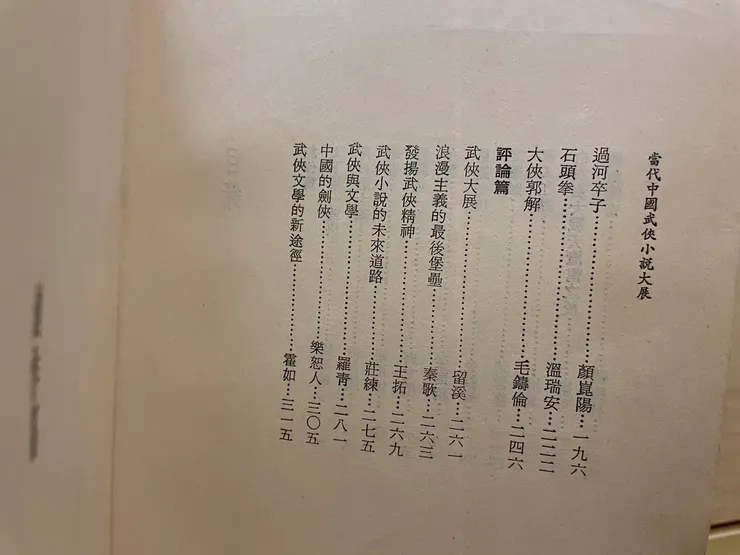 當代中國武俠小說大展
過河卒子⋯⋯⋯⋯⋯⋯⋯⋯顏崑陽⋯一九六
石頭拳⋯⋯⋯⋯⋯⋯⋯⋯溫瑞安⋯二二二
大俠郭解⋯⋯⋯⋯⋯⋯⋯⋯毛鑄倫⋯二四六
評論篇
武俠大展⋯⋯⋯⋯⋯⋯⋯⋯留溪⋯二六一
浪漫主義的最後堡壘⋯⋯⋯⋯秦歌⋯二六三
發揚武俠精神⋯⋯⋯⋯⋯⋯王拓⋯二六九
武俠小說的未來道路⋯⋯⋯⋯莊練⋯二七五
武俠與文學⋯⋯⋯⋯⋯⋯⋯羅青⋯二八一
中國的劍俠⋯⋯⋯⋯⋯⋯⋯樂恕人⋯三〇五
武俠文學的新途徑⋯⋯⋯⋯⋯霍如⋯三一五